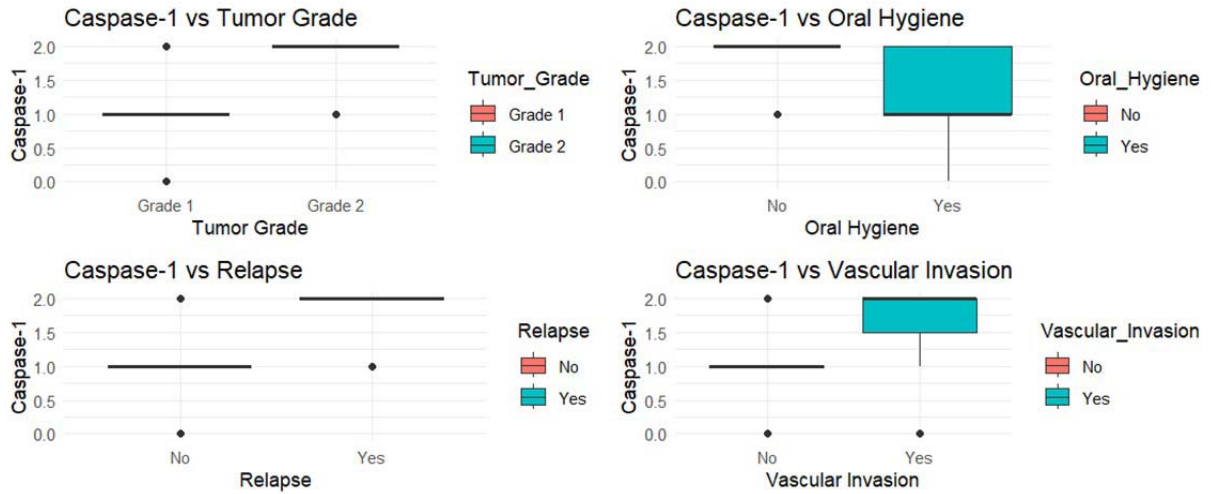 Caspase-1 vs Tumor Grade
Caspase-1
2.0
1.5
1.0
0.5
0.0
Grade 1
Grade 2
Tumor Grade
Tumor_Grade
Grade 1
Grade 2
Caspase-1 vs Oral Hygiene
Caspase-1
2.0
1.5
1.0
0.5
0.0
No
Yes
Oral Hygiene
Oral_Hygiene
No
Yes
Caspase-1 vs Relapse
Caspase-1
2.0
1.5
1.0
0.5
0.0
No
Yes
Relapse
Relapse
No
Yes
Caspase-1 vs Vascular Invasion
Caspase-1
2.0
1.5
1.0
0.5
0.0
No
Yes
Vascular Invasion
Vascular_Invasion
No
Yes